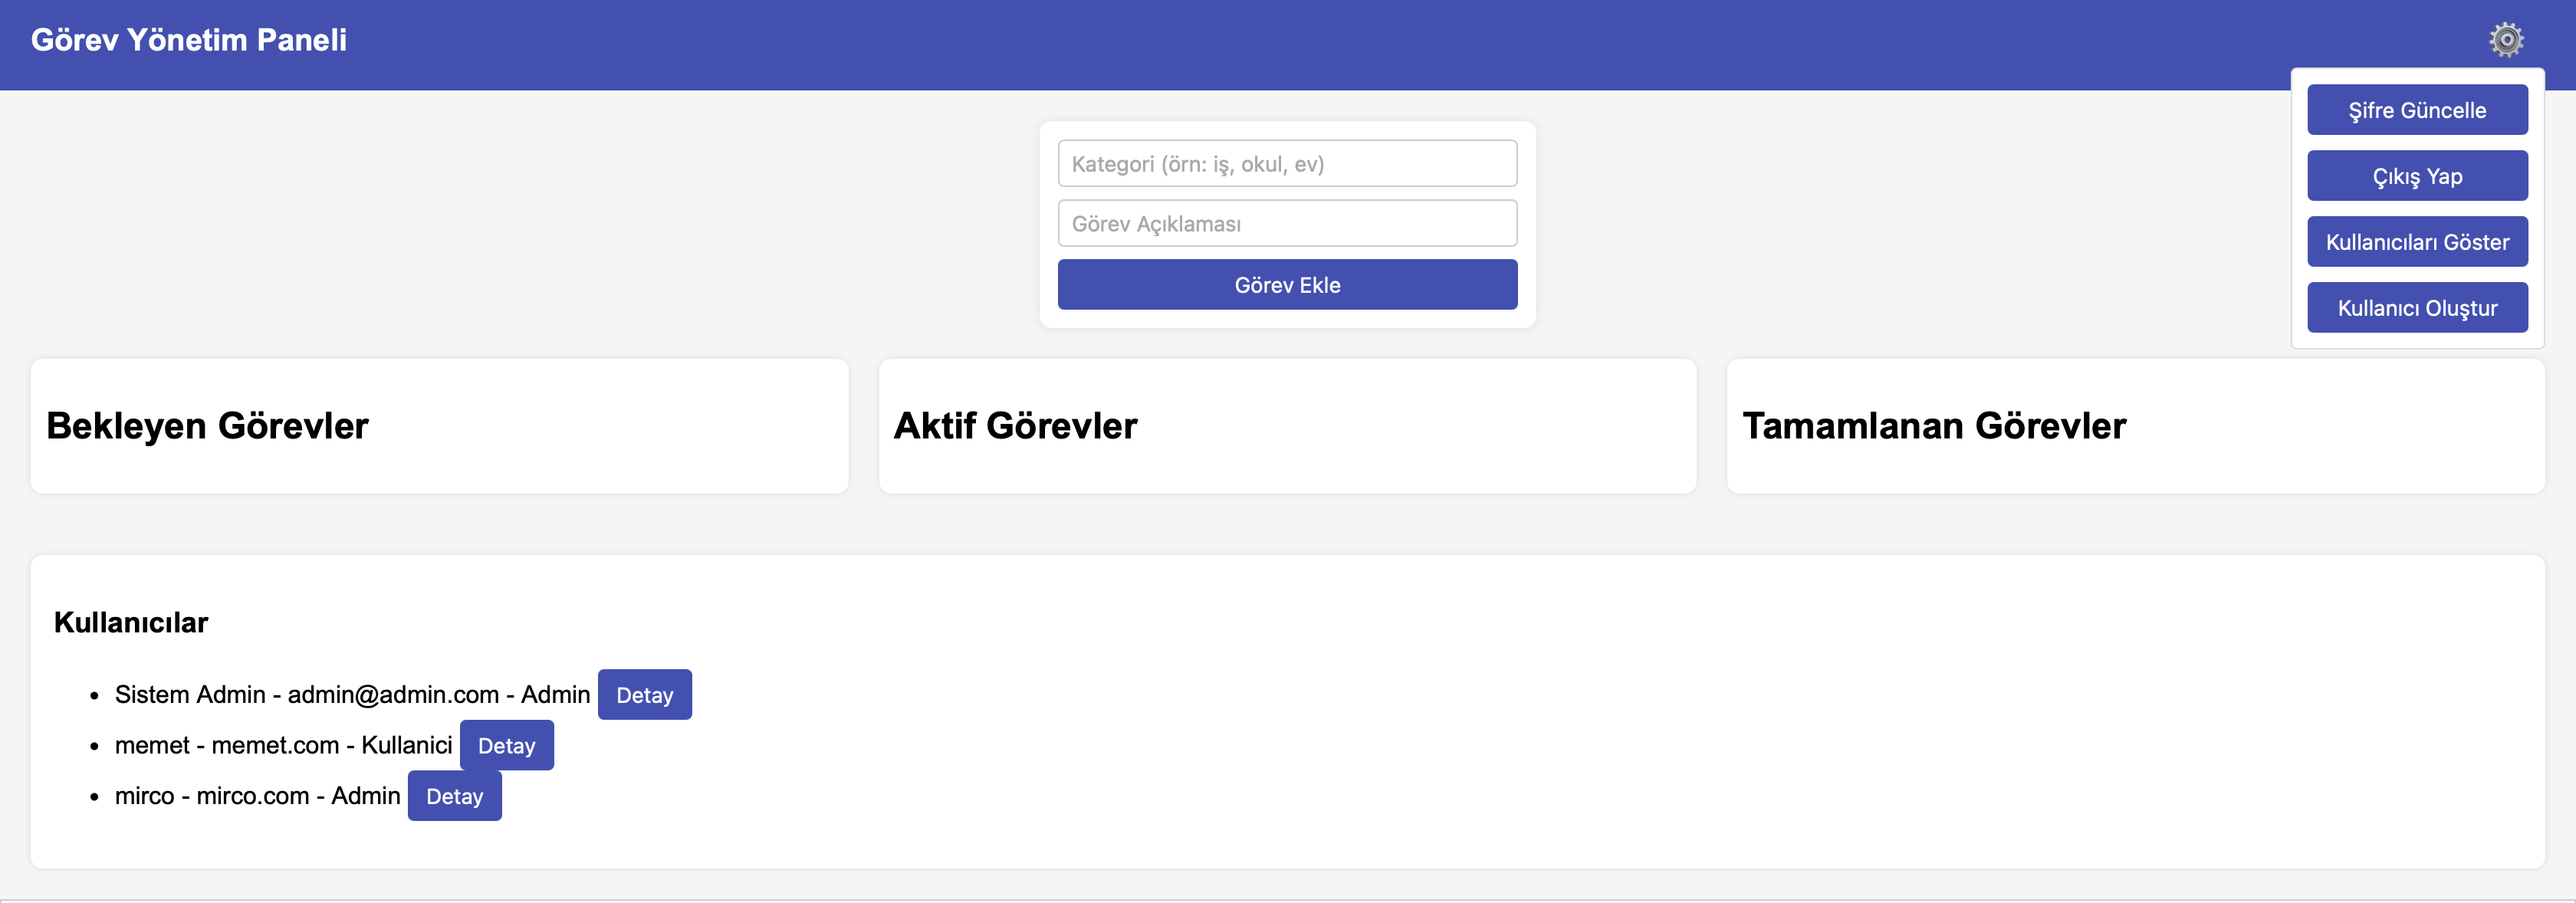 Görev Yönetim Paneli
Şifre Güncelle
Çıkış Yap
Kullanıcıları Göster
Kullanıcı Oluştur
Kategori (örn: iş, okul, ev)
Görev Açıklaması
Görev Ekle
Bekleyen Görevler
Aktif Görevler
Tamamlanan Görevler
Kullanıcılar
Sistem Admin - admin@admin.com - Admin Detay
memet - memet.com - Kullanici Detay
mirco - mirco.com - Admin Detay